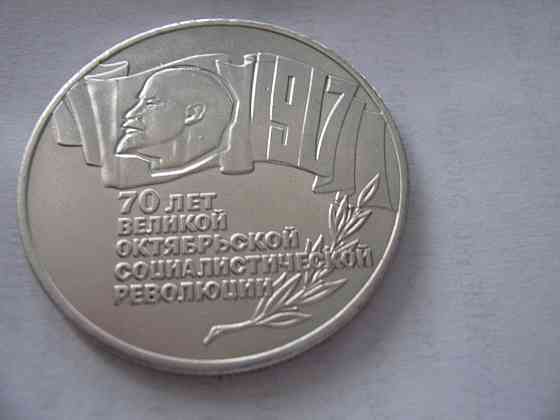 1917
70 ЛЕТ
ВЕЛИКОЙ
ОКТЯБРЬСКОЙ
СОЦИАЛИСТИЧЕСКОЙ
РЕВОЛЮЦИИ